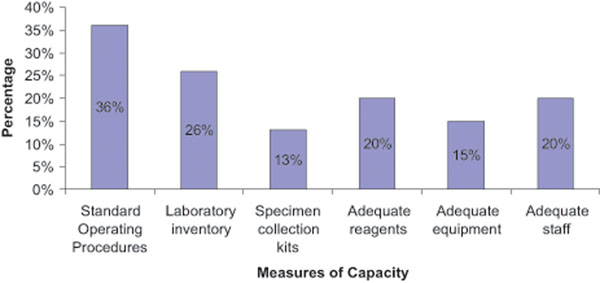 40%
35%
30%
25%
20%
15%
10%
5%
0%
Percentage
36%
26%
13%
20%
15%
20%
Standard
Operating
Procedures
Laboratory
inventory
Specimen
collection
kits
Adequate
reagents
Adequate
equipment
Adequate
staff
Measures of Capacity